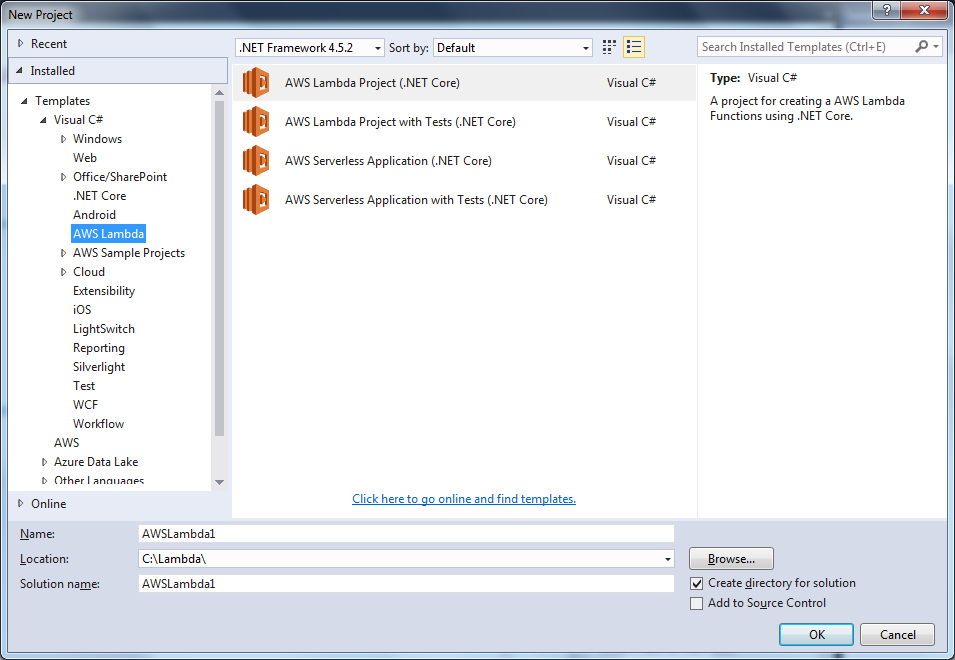 New Project
Recent
Installed
Templates
Visual C#
Windows
Web
Office/SharePoint
.NET Core
Android
AWS Lambda
AWS Sample Projects
Cloud
Extensibility
iOS
LightSwitch
Reporting
Silverlight
Test
WCF
Workflow
AWS
Azure Data Lake
Other Languages
Online
.NET Framework 4.5.2 Sort by: Default
AWS Lambda Project (.NET Core) Visual C#
AWS Lambda Project with Tests (.NET Core) Visual C#
AWS Serverless Application (.NET Core) Visual C#
AWS Serverless Application with Tests (.NET Core) Visual C#
Click here to go online and find templates.
Search Installed Templates (Ctrl+E)
Type: Visual C#
A project for creating a AWS Lambda
Functions using .NET Core.
Name: AWSLambda1
Location: C:\Lambda\ Browse...
Solution name: AWSLambda1
Create directory for solution
Add to Source Control
OK Cancel